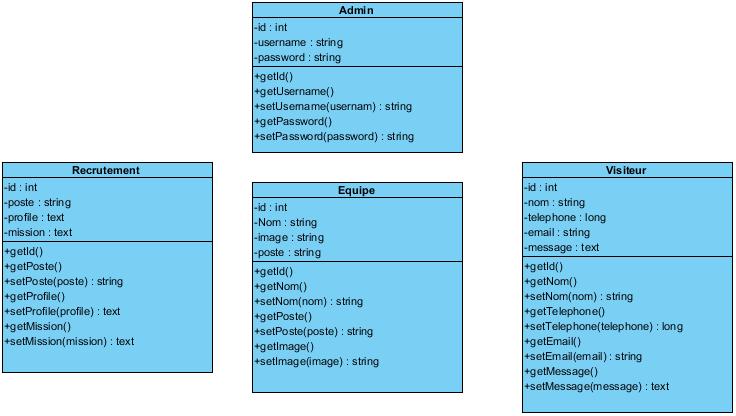 Admin
-id : int
-username : string
-password : string
+getId()
+getUsername()
+setUsername(usernam) : string
+getPassword()
+setPassword(password) : string
Recrutement
-id : int
-poste : string
-profile : text
-mission : text
+getId()
+getPoste()
+setPoste(poste) : string
+getProfile()
+setProfile(profile) : text
+getMission()
+setMission(mission) : text
Equipe
-id : int
-Nom : string
-image : string
-poste : string
+getId()
+getNom()
+setNom(nom) : string
+getPoste()
+setPoste(poste) : string
+getImage()
+setImage(image) : string
Visiteur
-id : int
-nom : string
-telephone : long
-email : string
-message : text
+getId()
+getNom()
+setNom(nom) : string
+getTelephone()
+setTelephone(telephone) : long
+getEmail()
+setEmail(email) : string
+getMessage()
+setMessage(message) : text